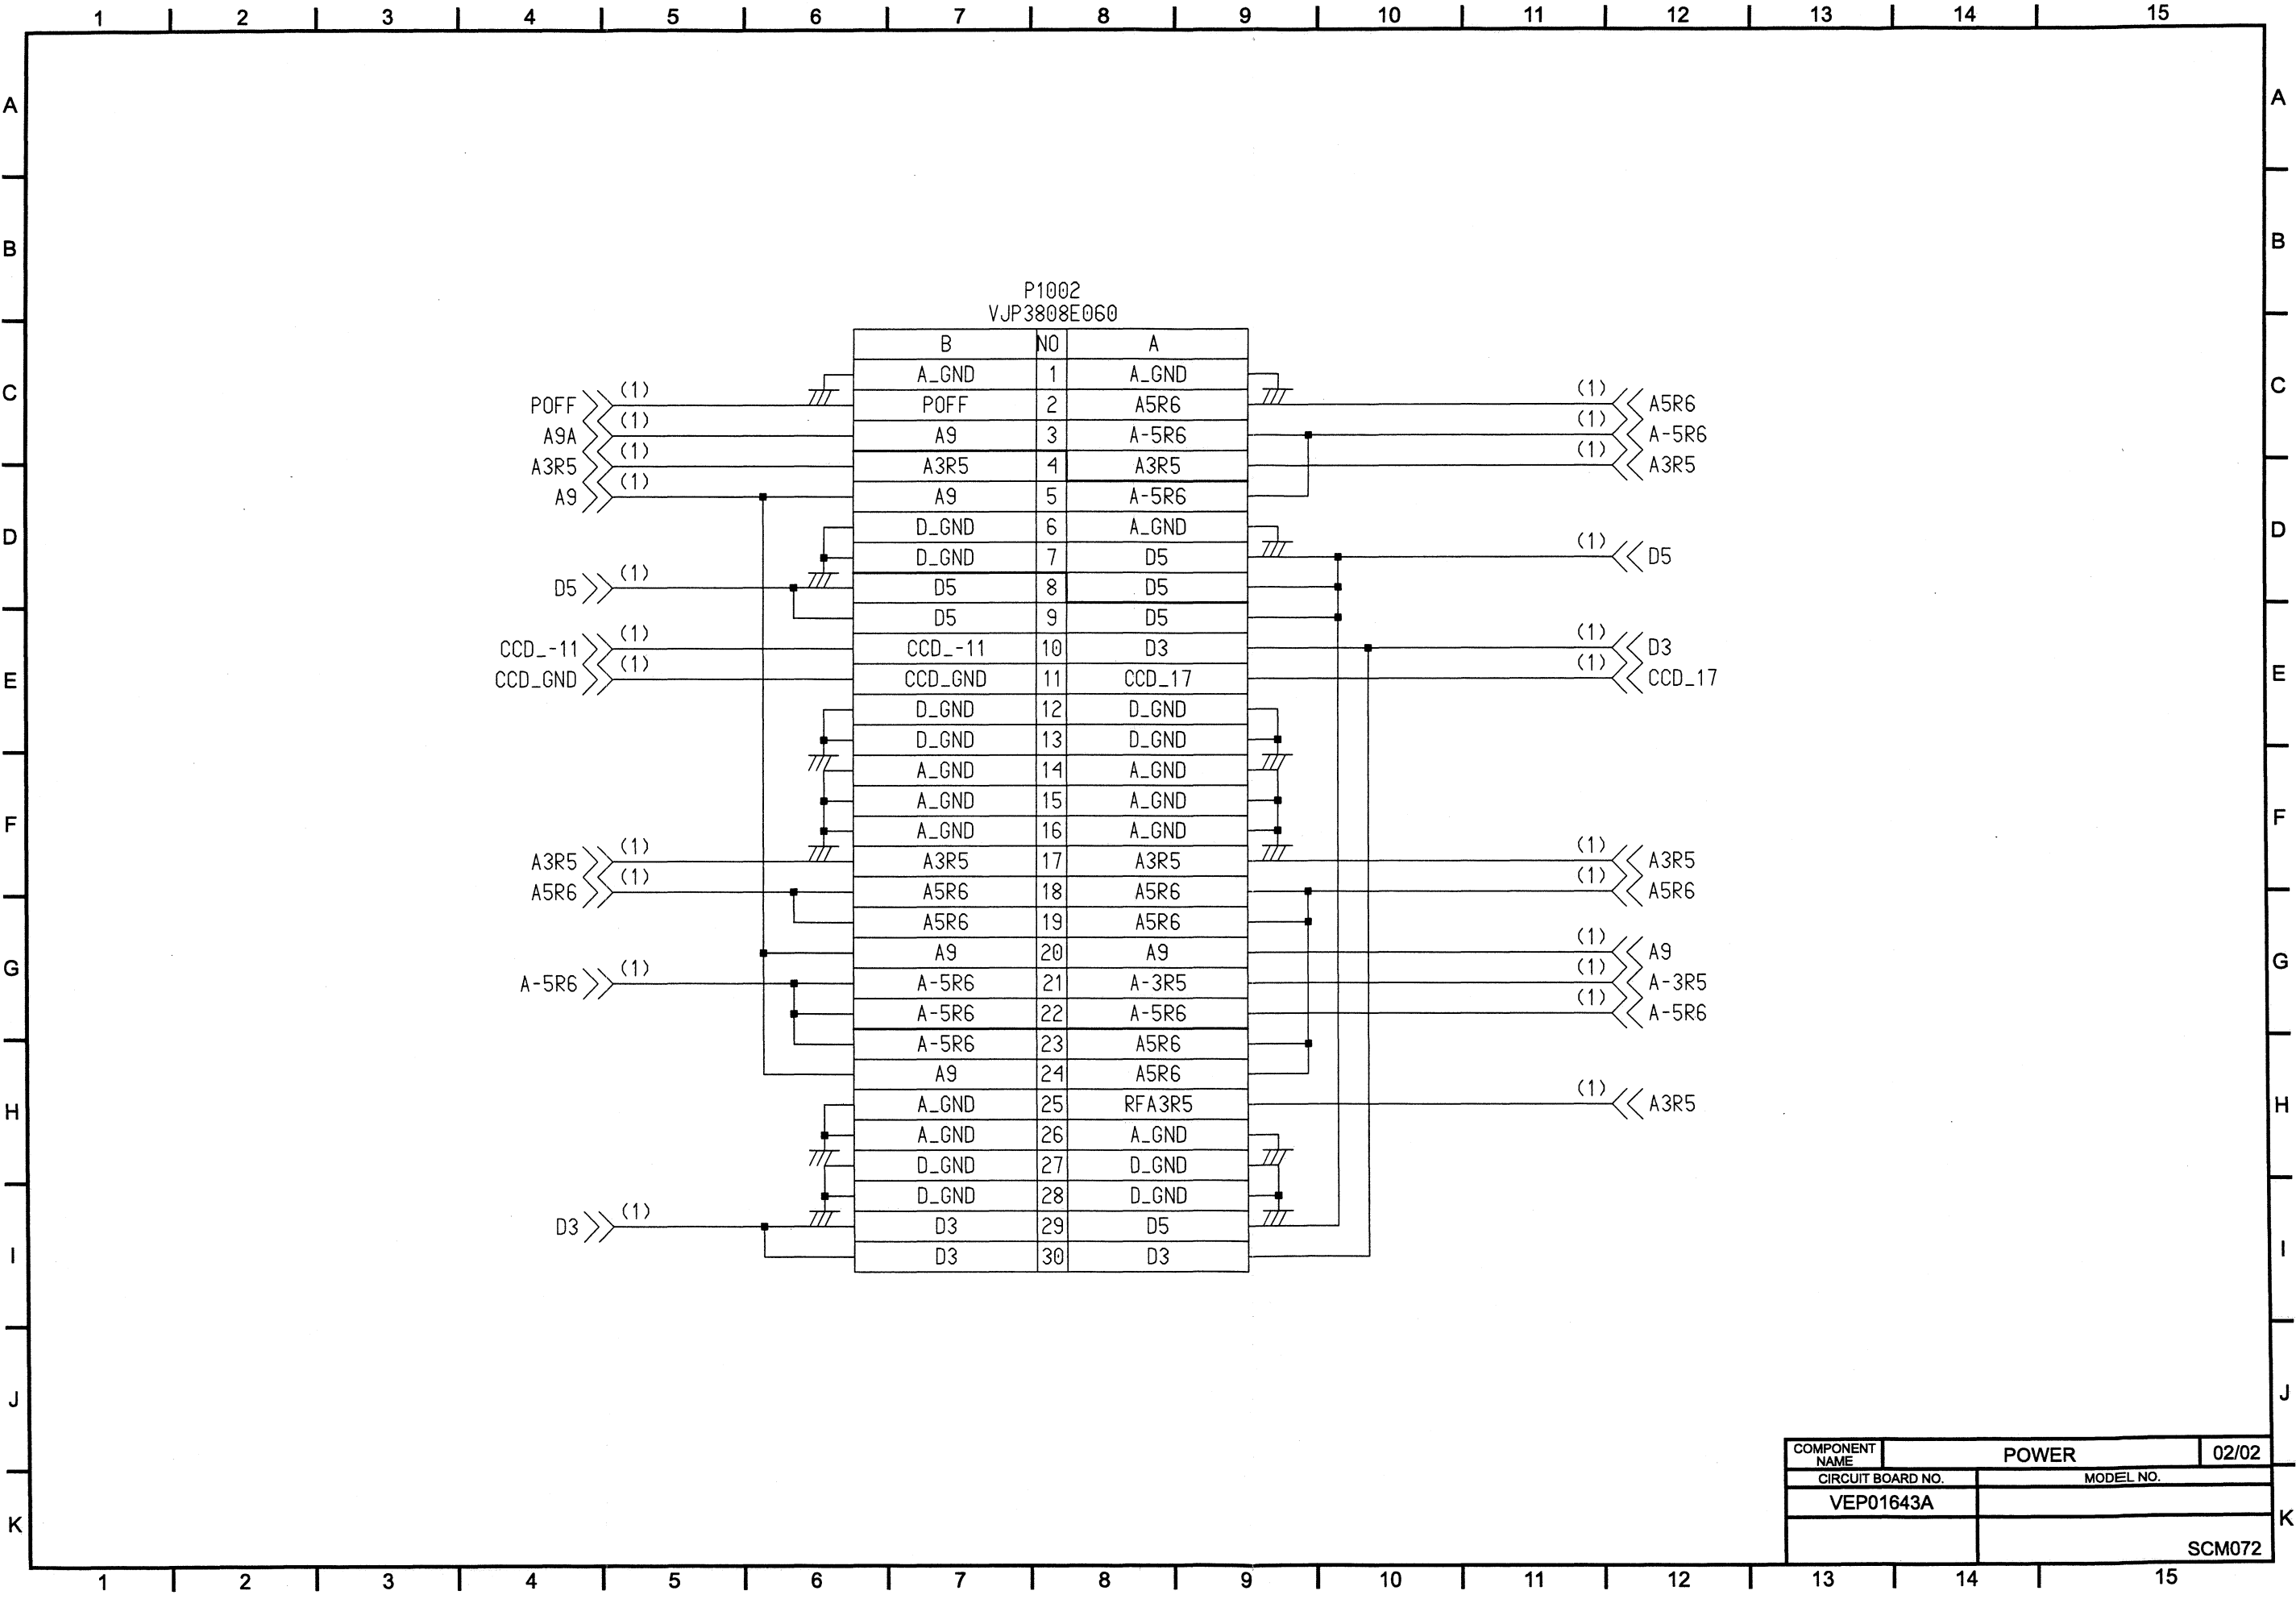 1 2 3 4 5 6 7 8 9 10 11 12 13 14 15
A A
B B
P1002
VJP3808E060
B NO A
C A_GND 1 A_GND C
POFF (1) POFF 2 A5R6 (1) A5R6
A9A (1) A9 3 A-5R6 (1) A-5R6
A3R5 (1) A3R5 4 A3R5 (1) A3R5
A9 (1) A9 5 A-5R6
D D_GND 6 A_GND D
D_GND 7 D5 (1) D5
D5 (1) D5 8 D5
D5 9 D5
CCD_-11 (1) CCD_-11 10 D3 (1) D3
E CCD_GND (1) CCD_GND 11 CCD_17 (1) CCD_17 E
D_GND 12 D_GND
D_GND 13 D_GND
A_GND 14 A_GND
A_GND 15 A_GND
F A_GND 16 A_GND F
A3R5 (1) A3R5 17 A3R5 (1) A3R5
A5R6 (1) A5R6 18 A5R6 (1) A5R6
A5R6 19 A5R6
A9 20 A9 (1) A9
G A-5R6 (1) A-5R6 21 A-3R5 (1) A-3R5 G
A-5R6 22 A-5R6 (1) A-5R6
A-5R6 23 A5R6
A9 24 A5R6
H A_GND 25 RFA3R5 (1) A3R5 H
A_GND 26 A_GND
D_GND 27 D_GND
D_GND 28 D_GND
D3 (1) D3 29 D5
I D3 30 D3 I
J J
COMPONENT NAME POWER 02/02
CIRCUIT BOARD NO. MODEL NO.
VEP01643A
K K
SCM072
1 2 3 4 5 6 7 8 9 10 11 12 13 14 15